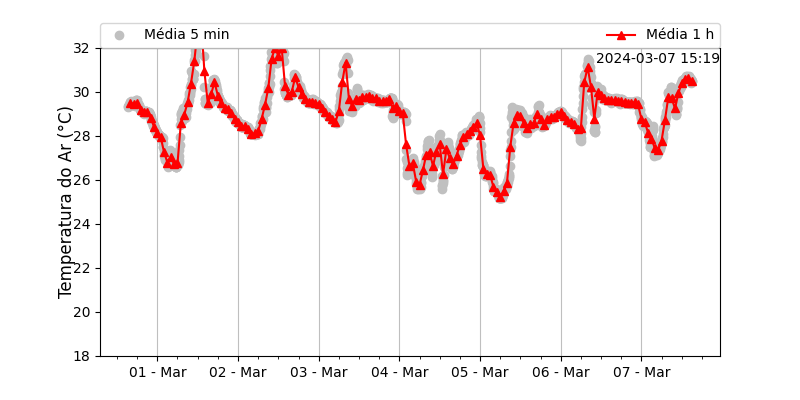 Média 5 min
Média 1 h
2024-03-07 15:19
Temperatura do Ar (°C)
32
30
28
26
24
22
20
18
01 - Mar
02 - Mar
03 - Mar
04 - Mar
05 - Mar
06 - Mar
07 - Mar